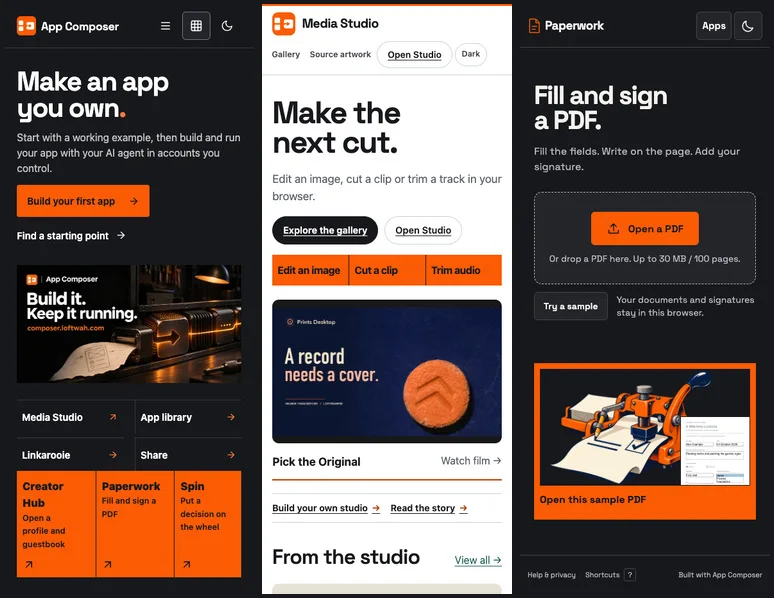 App Composer
Make an app
you own.
Start with a working example, then build and run
your app with your AI agent in accounts you
control.
Build your first app →
Find a starting point →
App Composer
Build it.
Keep it running.
composer.loftwah.com
Media Studio ↗
App library →
Linkarooie →
Share →
Creator
Hub
Open a
profile and
guestbook
↗
Paperwork
Fill and sign a
PDF
↗
Spin
Put a
decision on
the wheel
↗
Media Studio
Gallery
Source artwork
Open Studio
Dark
Make the
next cut.
Edit an image, cut a clip or trim a track in your
browser.
Explore the gallery
Open Studio
Edit an image
Cut a clip
Trim audio
Prints Desktop
A record
needs a cover.
Pick the Original
Watch film →
Build your own studio →
Read the story →
From the studio
View all →
Paperwork
Apps
Fill and sign
a PDF.
Fill the fields. Write on the page. Add your
signature.
Open a PDF
Or drop a PDF here. Up to 30 MB / 100 pages.
Try a sample
Your documents and signatures
stay in this browser.
Open this sample PDF
Help & privacy
Shortcuts
?
Built with App Composer